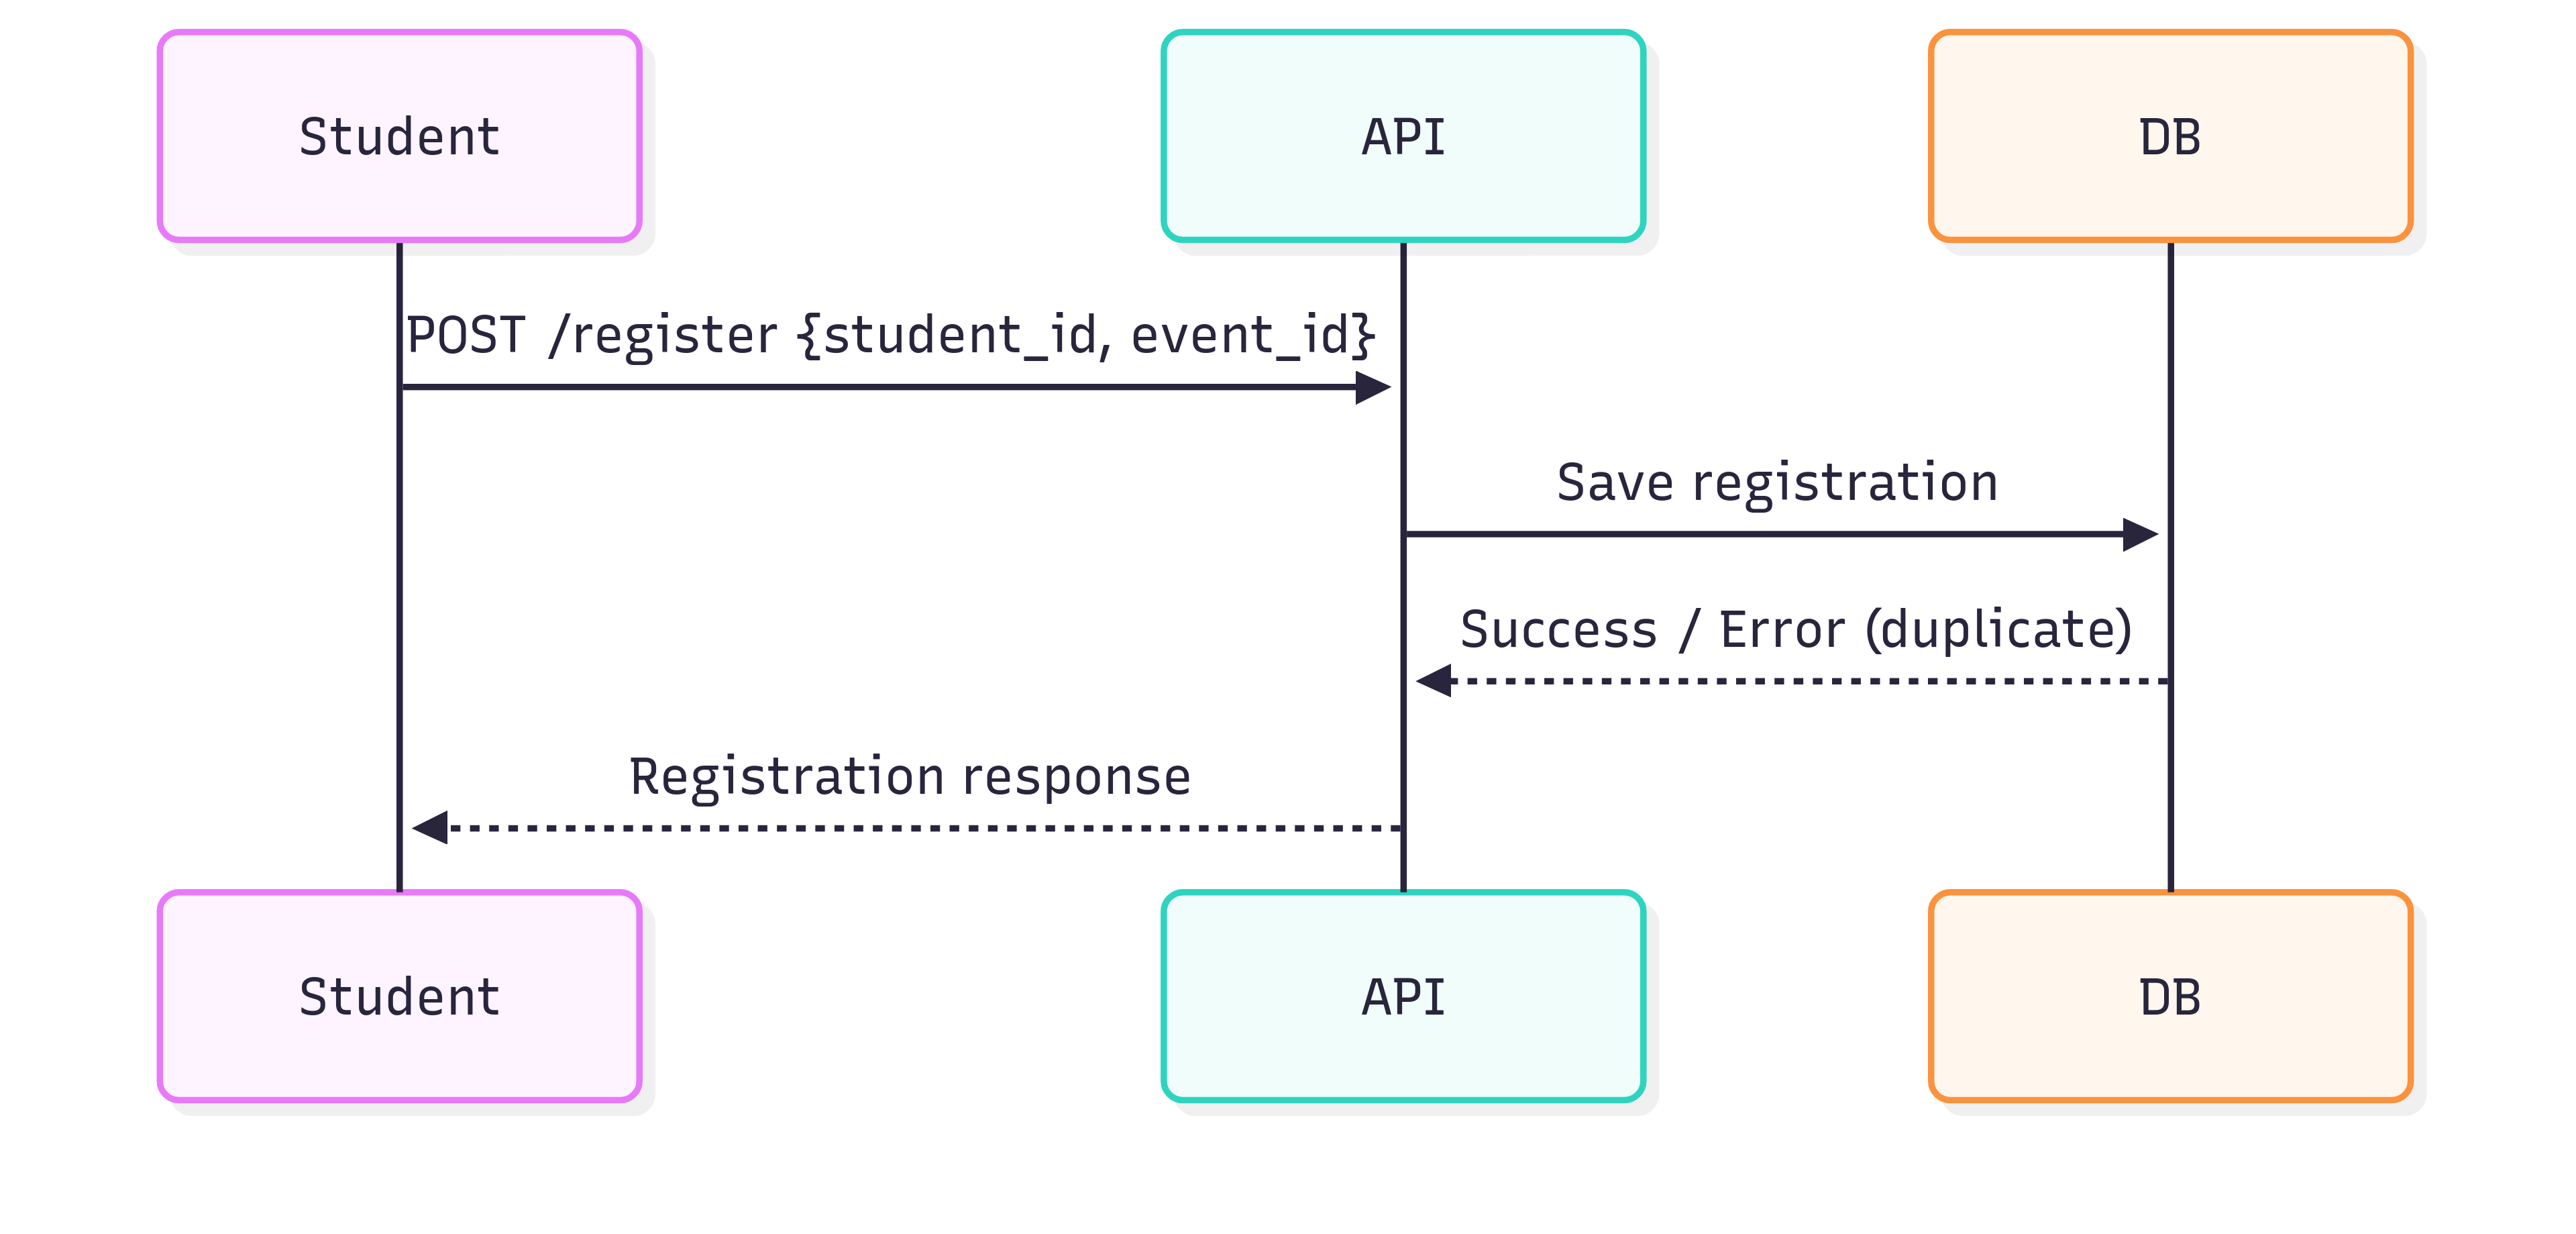 Student
API
DB
POST /register {student_id, event_id}
Save registration
Success / Error (duplicate)
Registration response
Student
API
DB